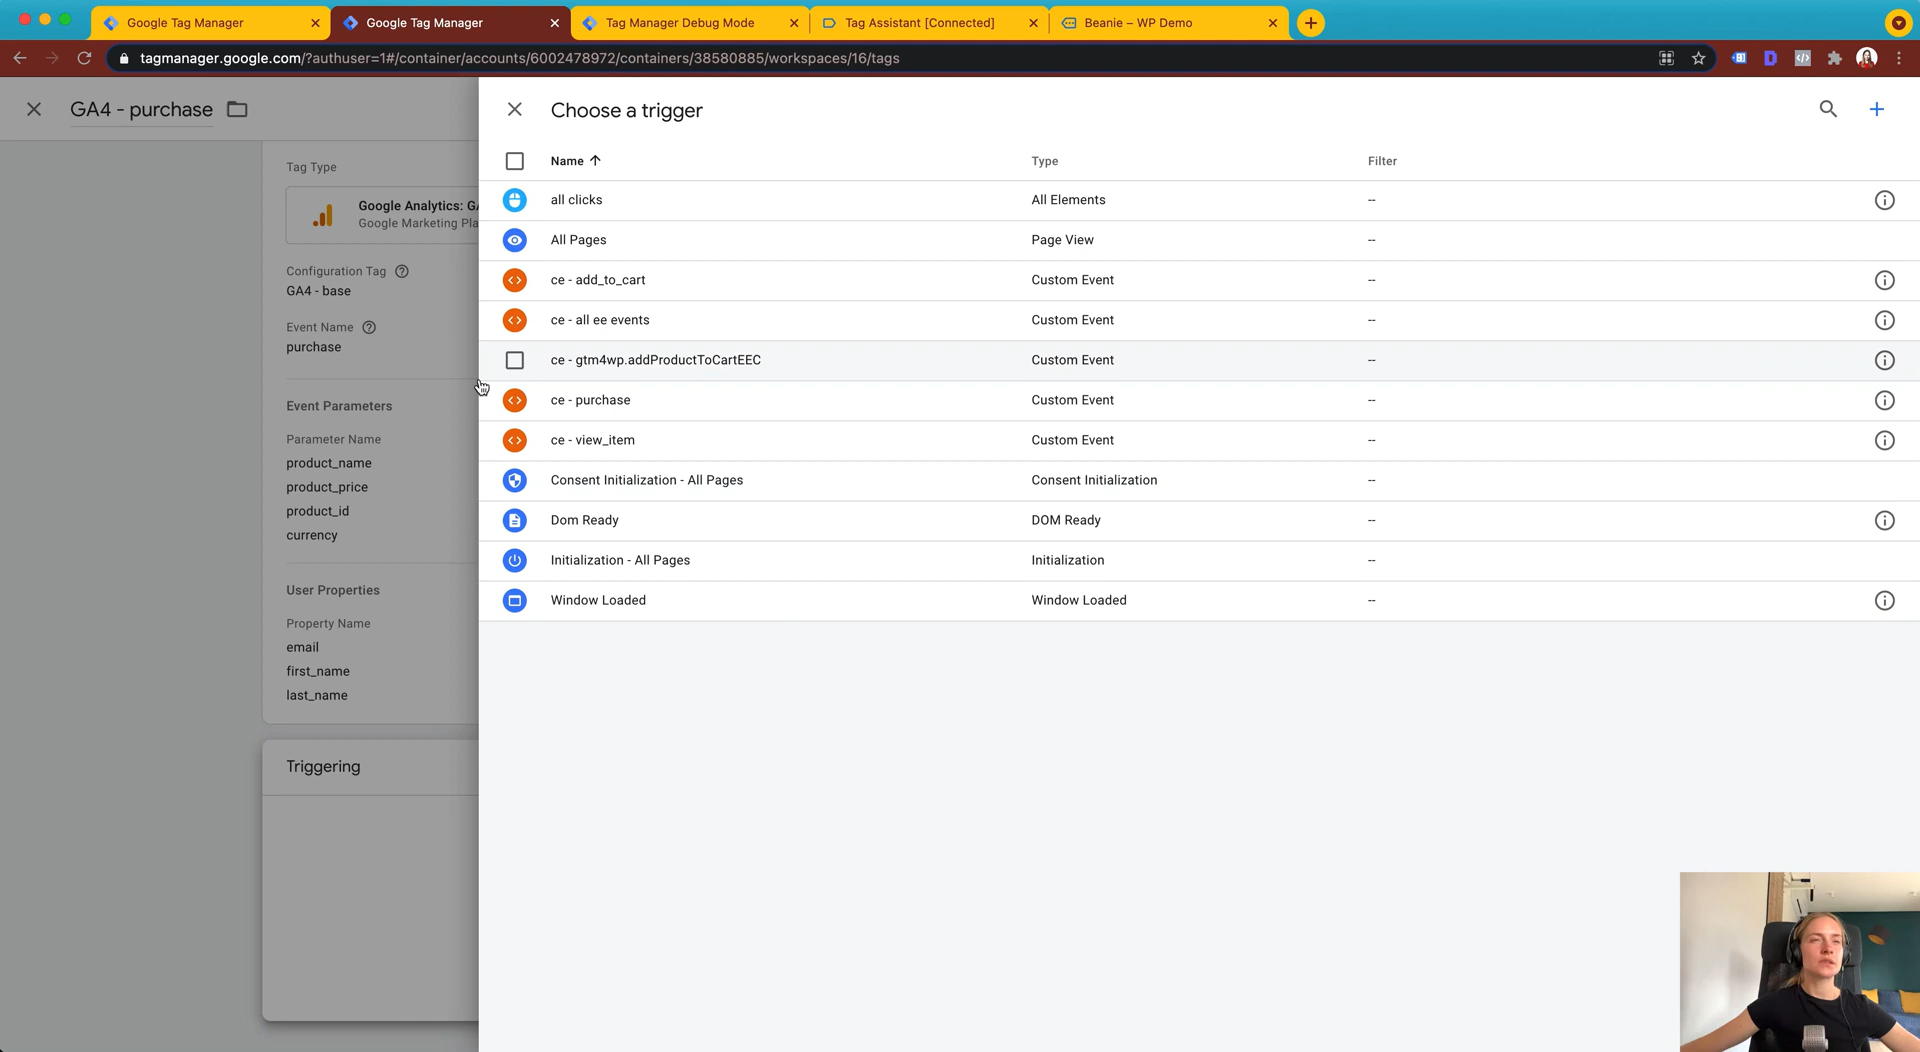 Google Tag Manager
Google Tag Manager
Tag Manager Debug Mode
Tag Assistant [Connected]
Beanie – WP Demo
tagmanager.google.com/?authuser=1#/container/accounts/6002478972/containers/38580885/workspaces/16/tags
GA4 - purchase
Tag Type
Google Analytics: GA
Google Marketing Pla
Configuration Tag
GA4 - base
Event Name
purchase
Event Parameters
Parameter Name
product_name
product_price
product_id
currency
User Properties
Property Name
email
first_name
last_name
Triggering
Choose a trigger
Name Type Filter
all clicks All Elements --
All Pages Page View --
ce - add_to_cart Custom Event --
ce - all ee events Custom Event --
ce - gtm4wp.addProductToCartEEC Custom Event --
ce - purchase Custom Event --
ce - view_item Custom Event --
Consent Initialization - All Pages Consent Initialization --
Dom Ready DOM Ready --
Initialization - All Pages Initialization --
Window Loaded Window Loaded --